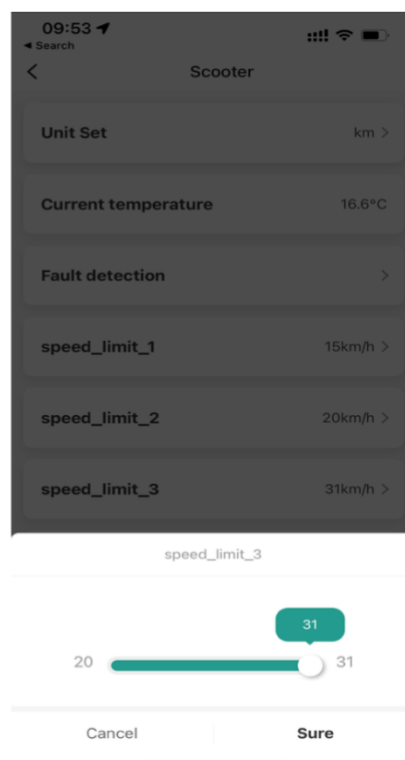 09:53
◄ Search
Scooter
Unit Set km >
Current temperature 16.6°C
Fault detection >
speed_limit_1 15km/h >
speed_limit_2 20km/h >
speed_limit_3 31km/h >
speed_limit_3
31
20 31
Cancel Sure